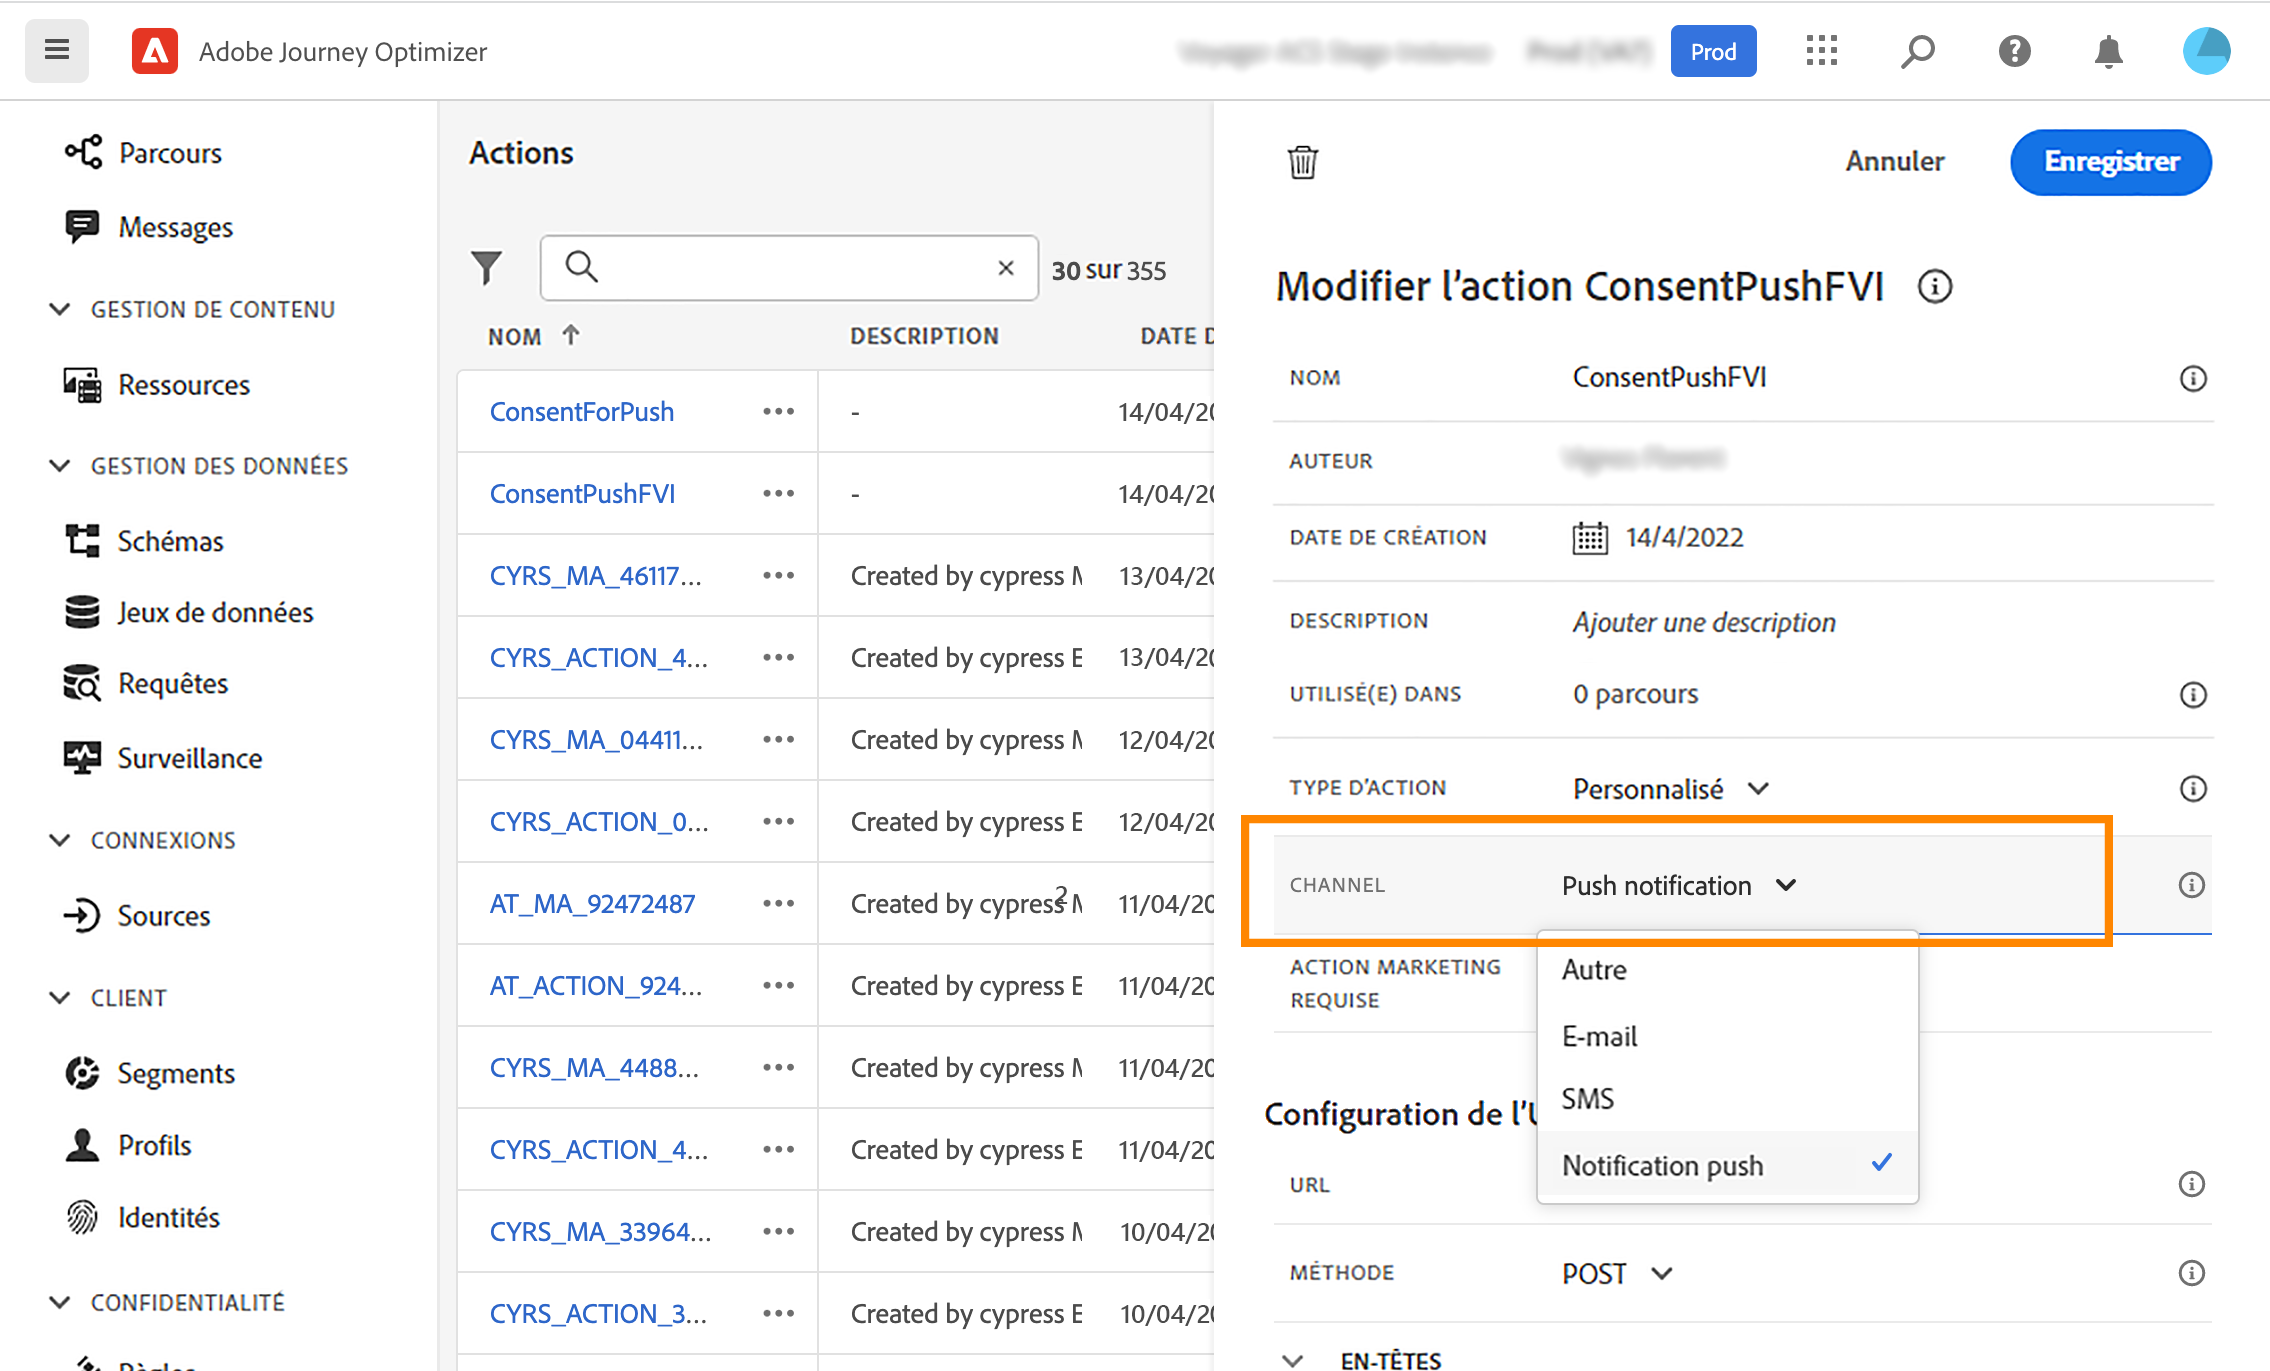 Adobe Journey Optimizer
Prod
Parcours
Messages
GESTION DE CONTENU
Ressources
GESTION DES DONNÉES
Schémas
Jeux de données
Requêtes
Surveillance
CONNEXIONS
Sources
CLIENT
Segments
Profils
Identités
CONFIDENTIALITÉ
Actions
30 sur 355
NOM DESCRIPTION DATE D
ConsentForPush ••• - 14/04/20
ConsentPushFVI ••• - 14/04/20
CYRS_MA_46117... ••• Created by cypress M 13/04/20
CYRS_ACTION_4... ••• Created by cypress E 13/04/20
CYRS_MA_04411... ••• Created by cypress M 12/04/20
CYRS_ACTION_0... ••• Created by cypress E 12/04/20
AT_MA_92472487 ••• Created by cypress M 11/04/20
2
AT_ACTION_924... ••• Created by cypress E 11/04/20
CYRS_MA_4488... ••• Created by cypress M 11/04/20
CYRS_ACTION_4... ••• Created by cypress E 11/04/20
CYRS_MA_33964... ••• Created by cypress M 10/04/20
CYRS_ACTION_3... ••• Created by cypress E 10/04/20
Annuler
Enregistrer
Modifier l’action ConsentPushFVI
NOM ConsentPushFVI
AUTEUR
DATE DE CRÉATION 14/4/2022
DESCRIPTION Ajouter une description
UTILISÉ(E) DANS 0 parcours
TYPE D’ACTION Personnalisé
CHANNEL Push notification
Autre
E-mail
SMS
Notification push
ACTION MARKETING
REQUISE
Configuration de l’U
URL
MÉTHODE POST
EN-TÊTES